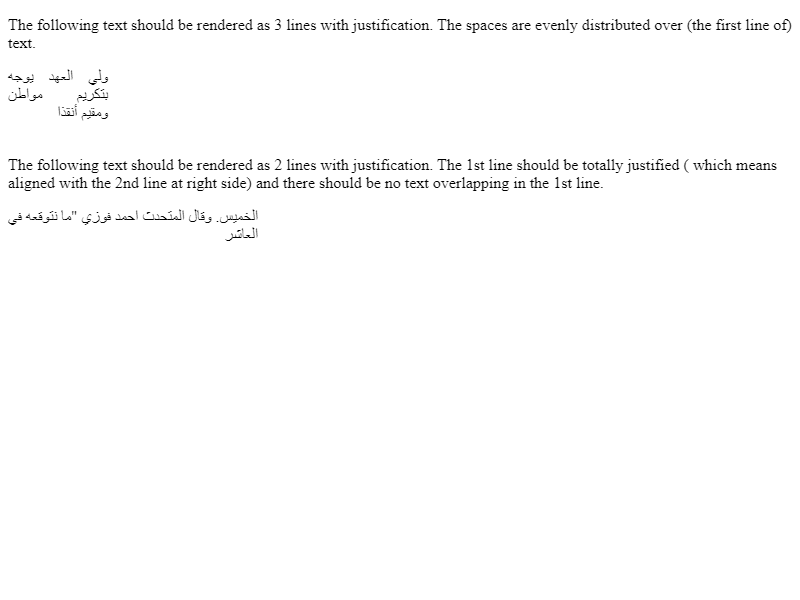 The following text should be rendered as 3 lines with justification. The spaces are evenly distributed over (the first line of)
text.
ولي العهد يوجه
بتكريم مواطن
ومقيم أنقذا
The following text should be rendered as 2 lines with justification. The 1st line should be totally justified ( which means
aligned with the 2nd line at right side) and there should be no text overlapping in the 1st line.
الخميس. وقال المتحدث احمد فوزي "ما نتوقعه في
العاشر